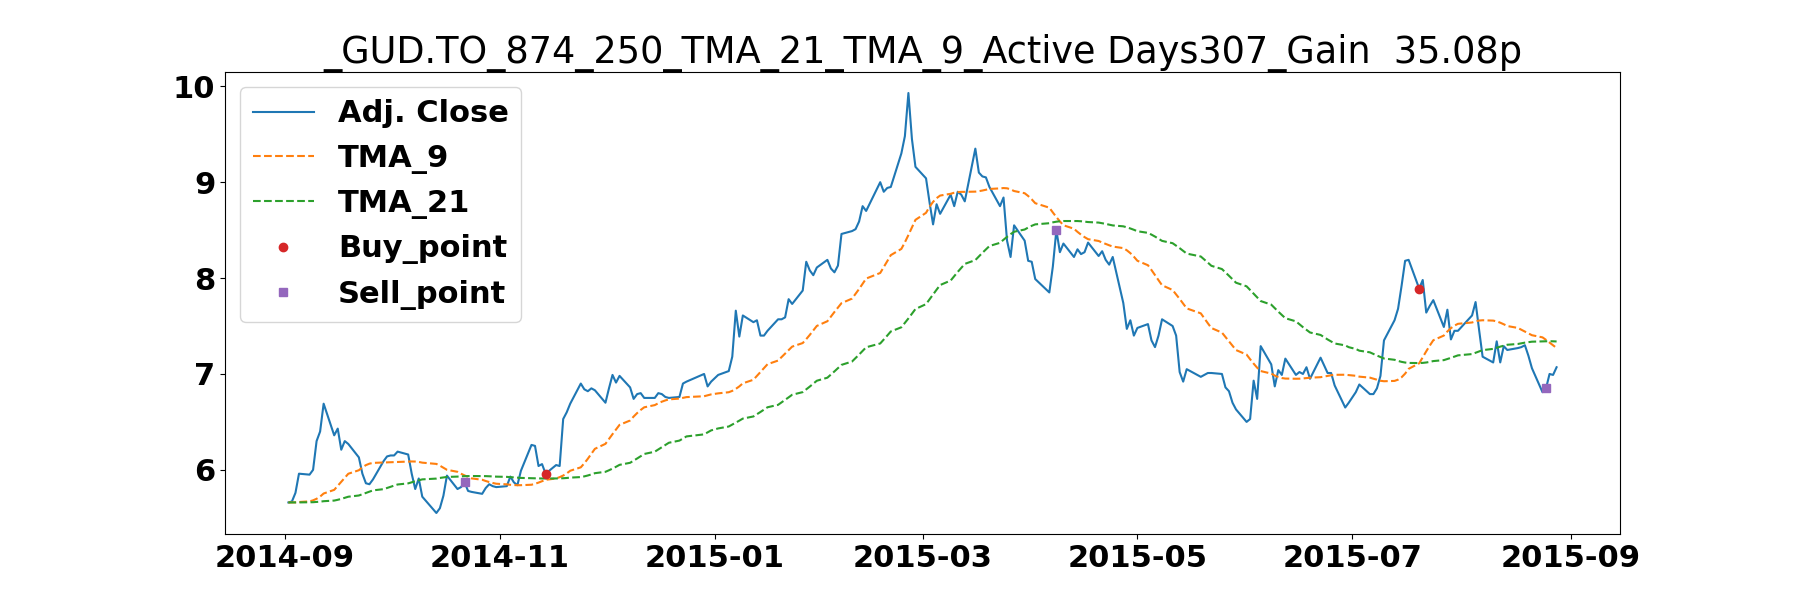 _GUD.TO_874_250_TMA_21_TMA_9_Active Days307_Gain  35.08p
10
9
8
7
6
Adj. Close
TMA_9
TMA_21
Buy_point
Sell_point
2014-09 2014-11 2015-01 2015-03 2015-05 2015-07 2015-09